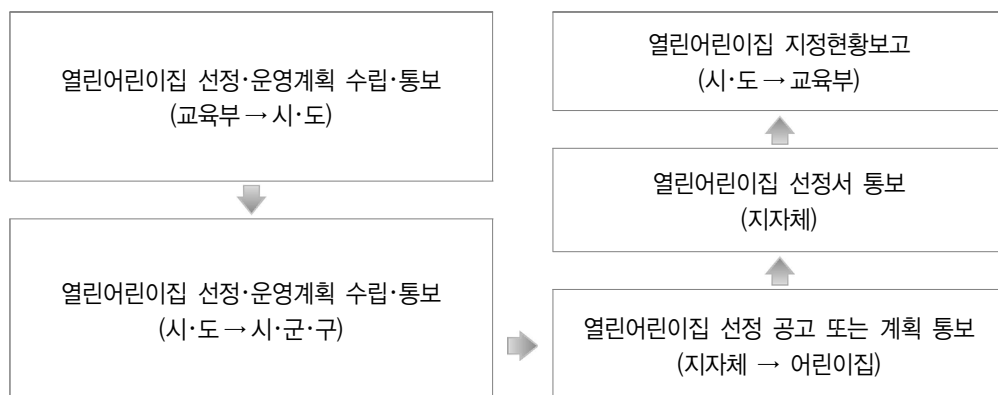 열린어린이집 선정·운영계획 수립·통보
(교육부 → 시·도)
열린어린이집 선정·운영계획 수립·통보
(시·도 → 시·군·구)
열린어린이집 선정 공고 또는 계획 통보
(지자체 → 어린이집)
열린어린이집 선정서 통보
(지자체)
열린어린이집 지정현황보고
(시·도 → 교육부)